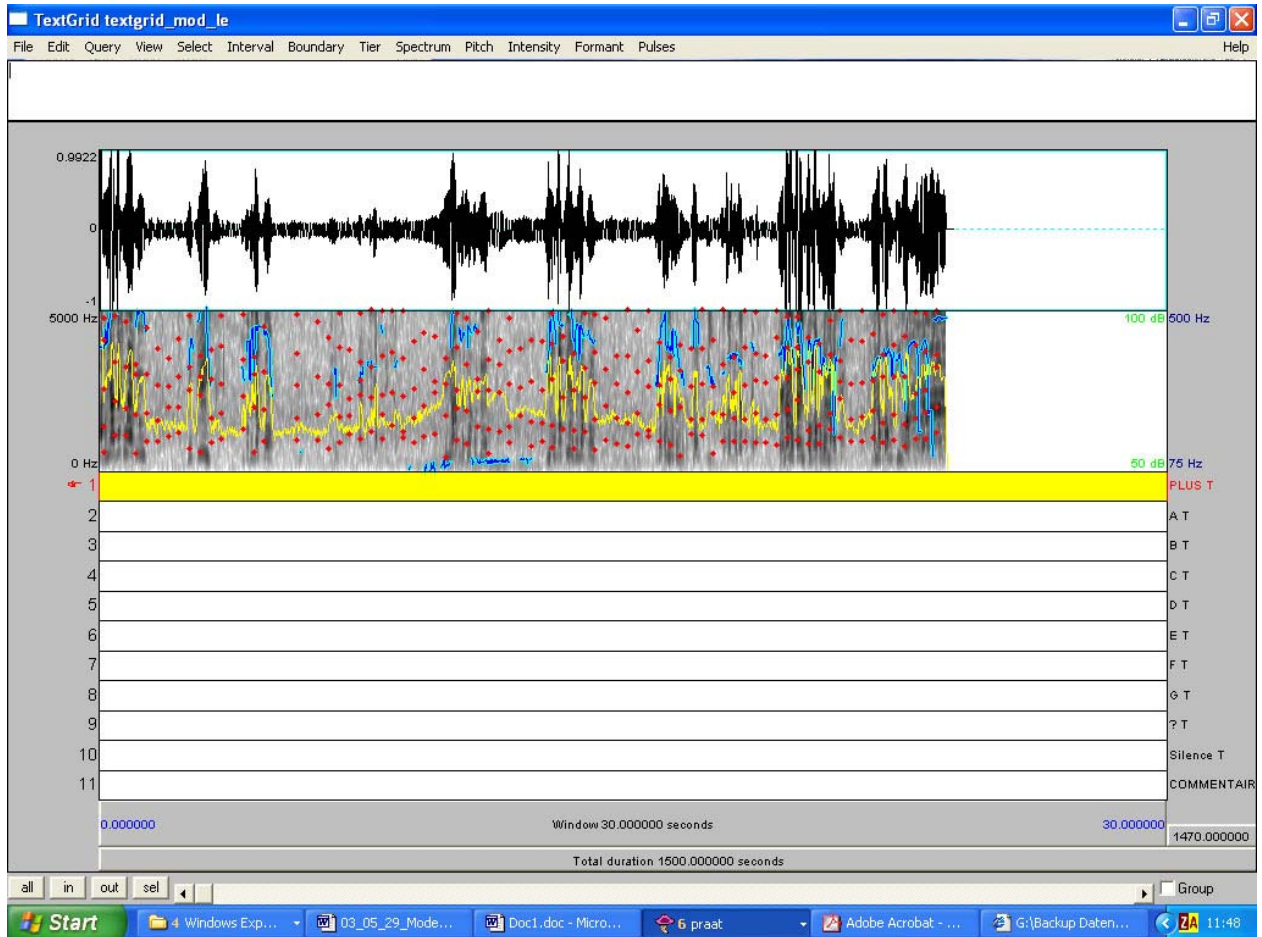 TextGrid textgrid_mod_le
File Edit Query View Select Interval Boundary Tier Spectrum Pitch Intensity Formant Pulses Help
0.9922
0
-1
5000 Hz 100 dB 500 Hz
0 Hz 50 dB 75 Hz
1 PLUS T
2 A T
3 B T
4 C T
5 D T
6 E T
7 F T
8 G T
9 ? T
10 Silence T
11 COMMENTAIR
0.000000 Window 30.000000 seconds 30.000000 1470.000000
Total duration 1500.000000 seconds
all in out sel Group
Start 4 Windows Exp... 03_05_29_Mode... Doc1.doc - Micro... 6 praat Adobe Acrobat - ... G:\Backup Daten... ZA 11:48